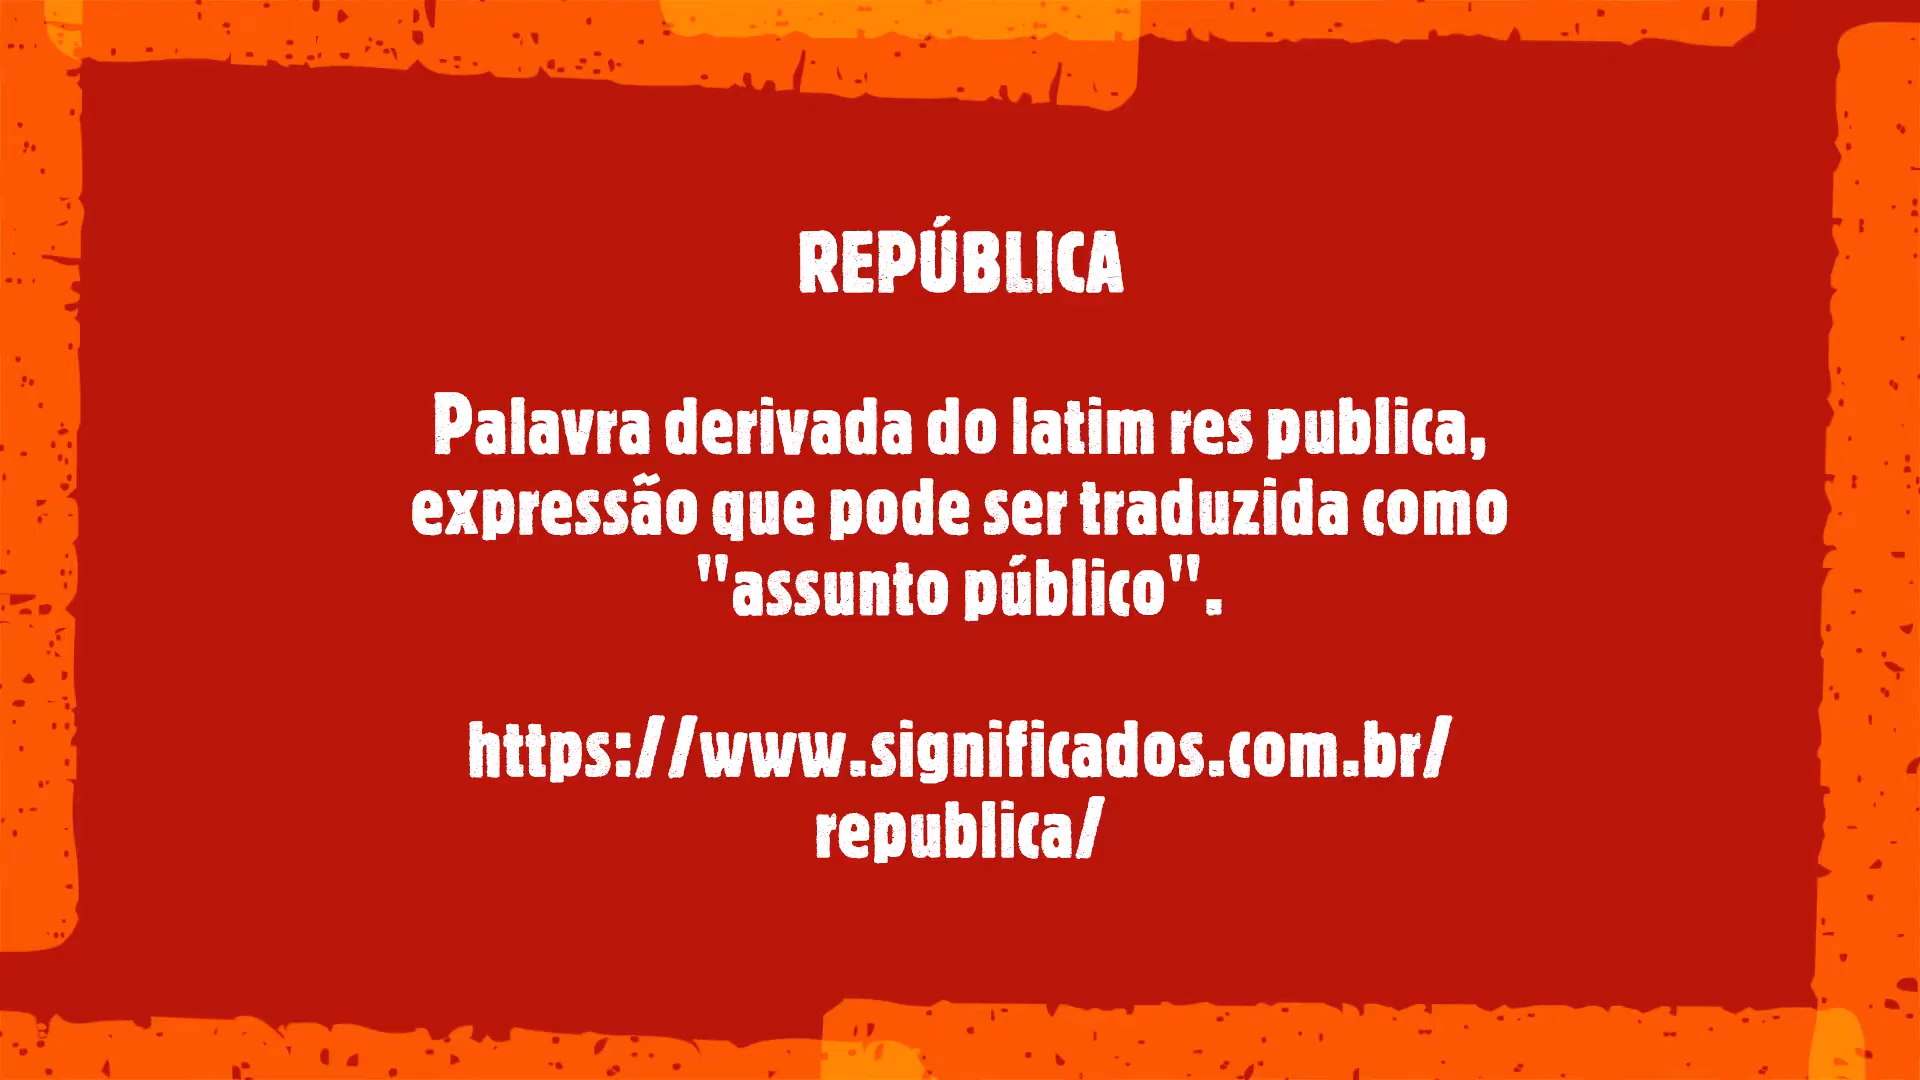 REPÚBLICA
Palavra derivada do latim res publica,
expressão que pode ser traduzida como
"assunto público".
https://www.significados.com.br/
republica/